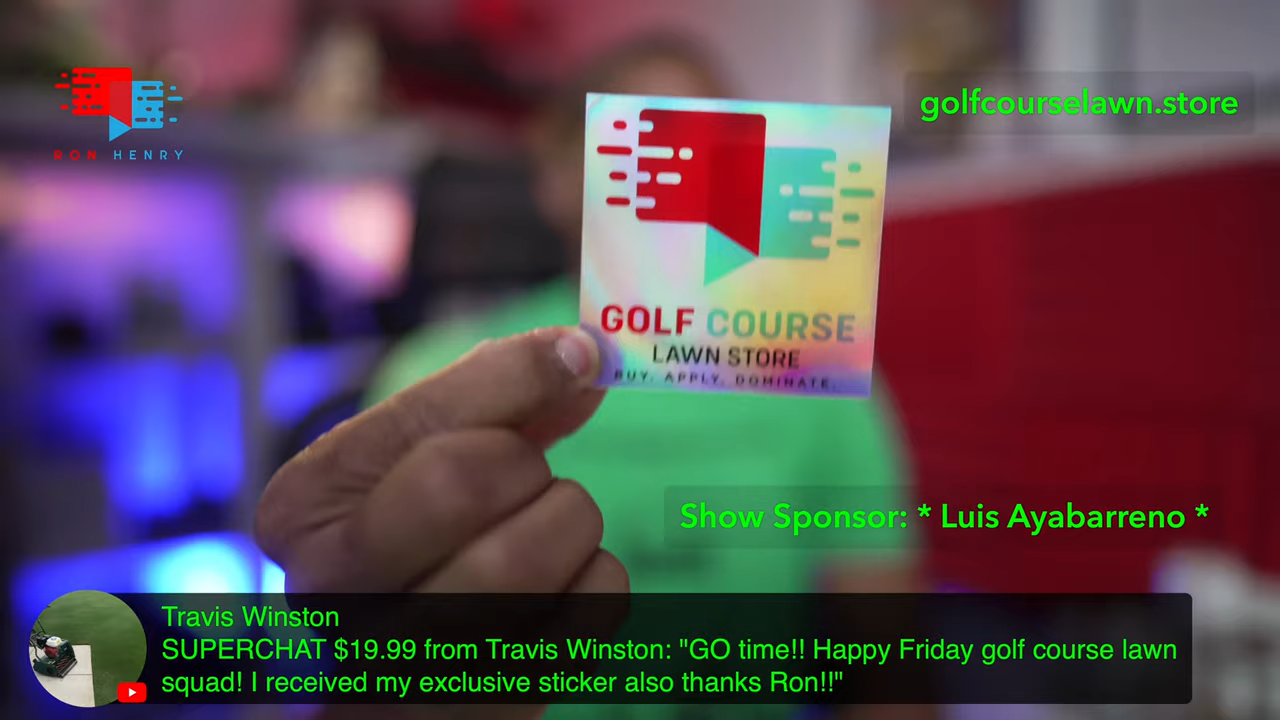 RON HENRY
golfcourselawn.store
GOLF COURSE
LAWN STORE
BUY. APPLY. DOMINATE.
Show Sponsor: * Luis Ayabarreno *
Travis Winston
SUPERCHAT $19.99 from Travis Winston: "GO time!! Happy Friday golf course lawn
squad! I received my exclusive sticker also thanks Ron!!"